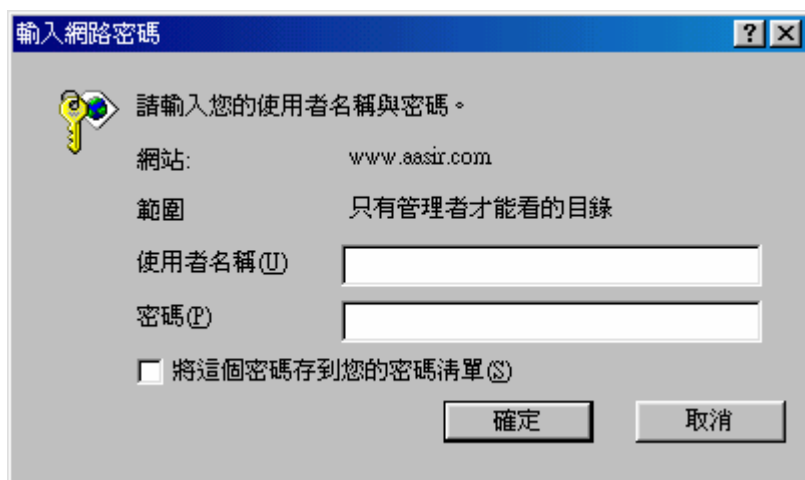 輸入網路密碼
請輸入您的使用者名稱與密碼。
網站: www.aasir.com
範圍 只有管理者才能看的目錄
使用者名稱(U)
密碼(P)
將這個密碼存到您的密碼清單(S)
確定 取消